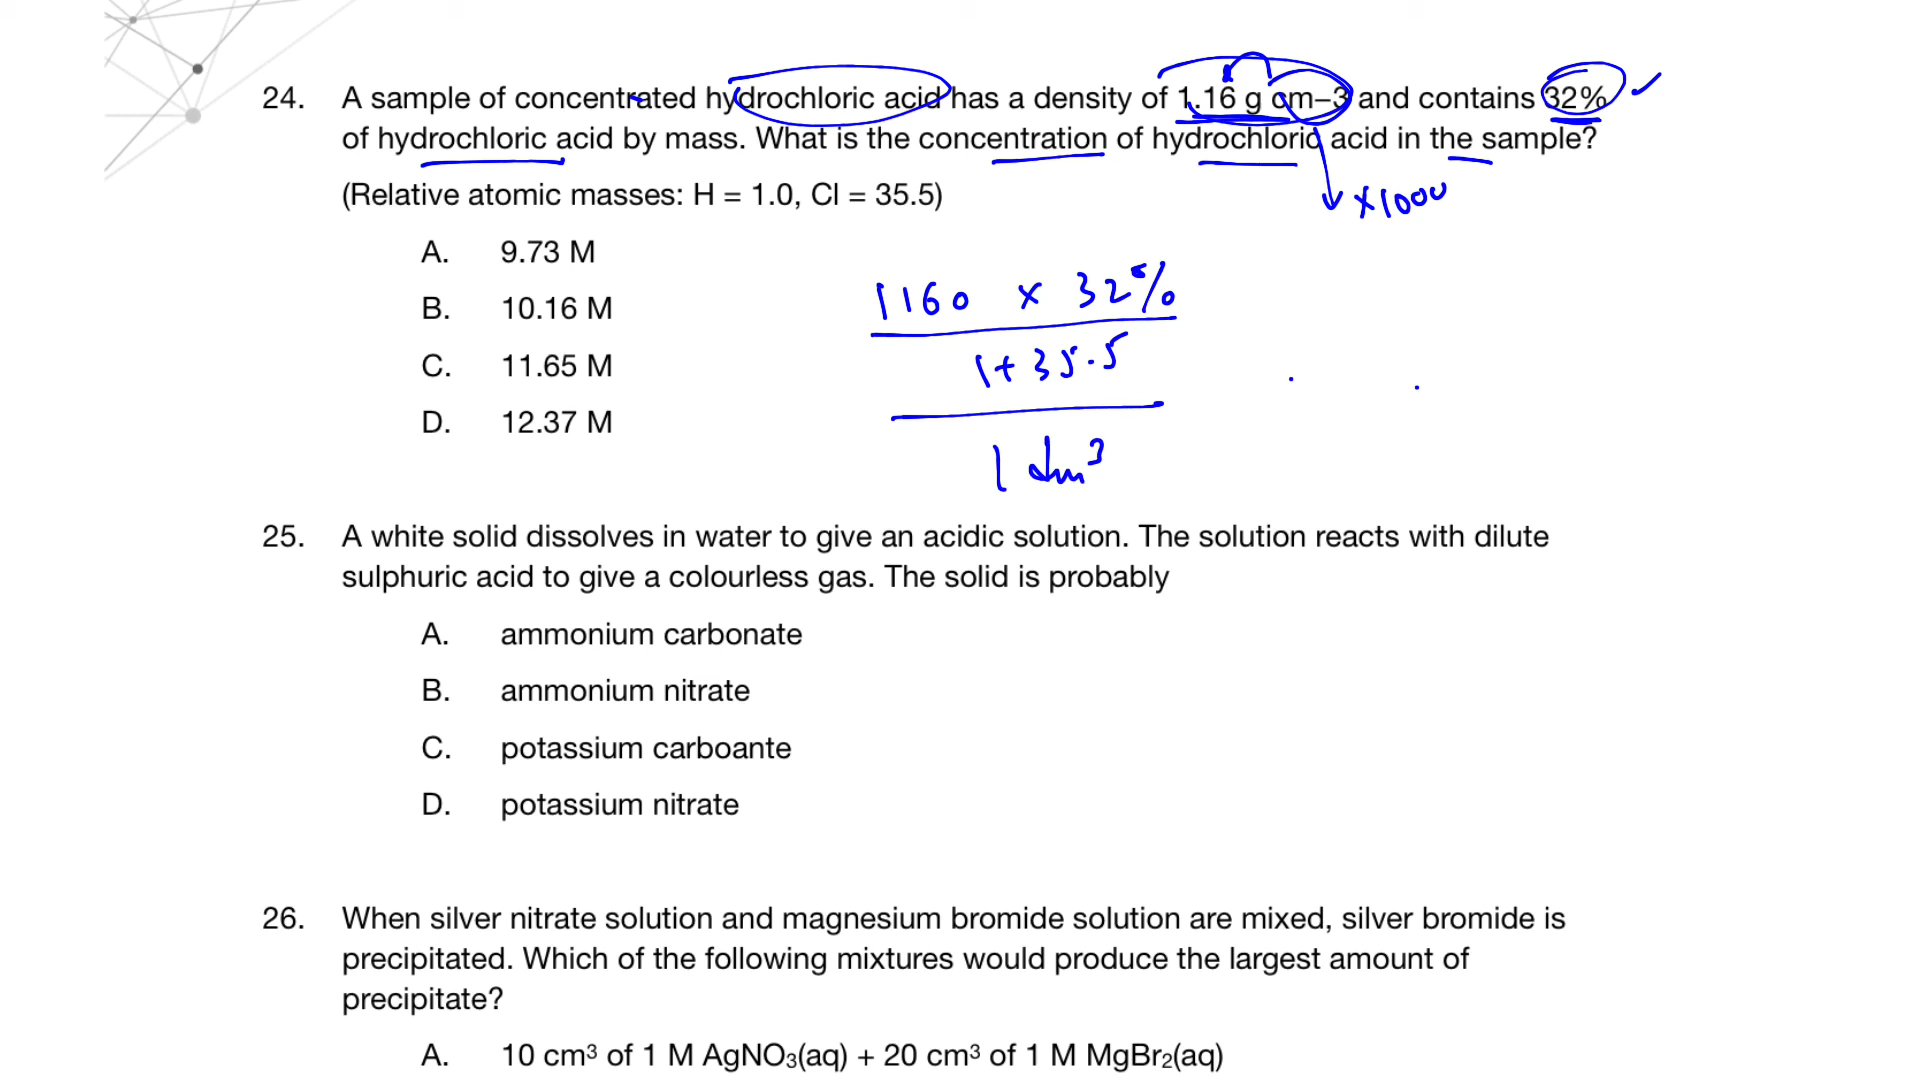 24. A sample of concentrated hydrochloric acid has a density of 1.16 g cm–3 and contains 32%
of hydrochloric acid by mass. What is the concentration of hydrochloric acid in the sample?
(Relative atomic masses: H = 1.0, Cl = 35.5)
×1000
A. 9.73 M
B. 10.16 M
C. 11.65 M
D. 12.37 M
1160 × 32%
1+35.5
1 dm³
25. A white solid dissolves in water to give an acidic solution. The solution reacts with dilute
sulphuric acid to give a colourless gas. The solid is probably
A. ammonium carbonate
B. ammonium nitrate
C. potassium carboante
D. potassium nitrate
26. When silver nitrate solution and magnesium bromide solution are mixed, silver bromide is
precipitated. Which of the following mixtures would produce the largest amount of
precipitate?
A. 10 cm³ of 1 M AgNO₃(aq) + 20 cm³ of 1 M MgBr₂(aq)